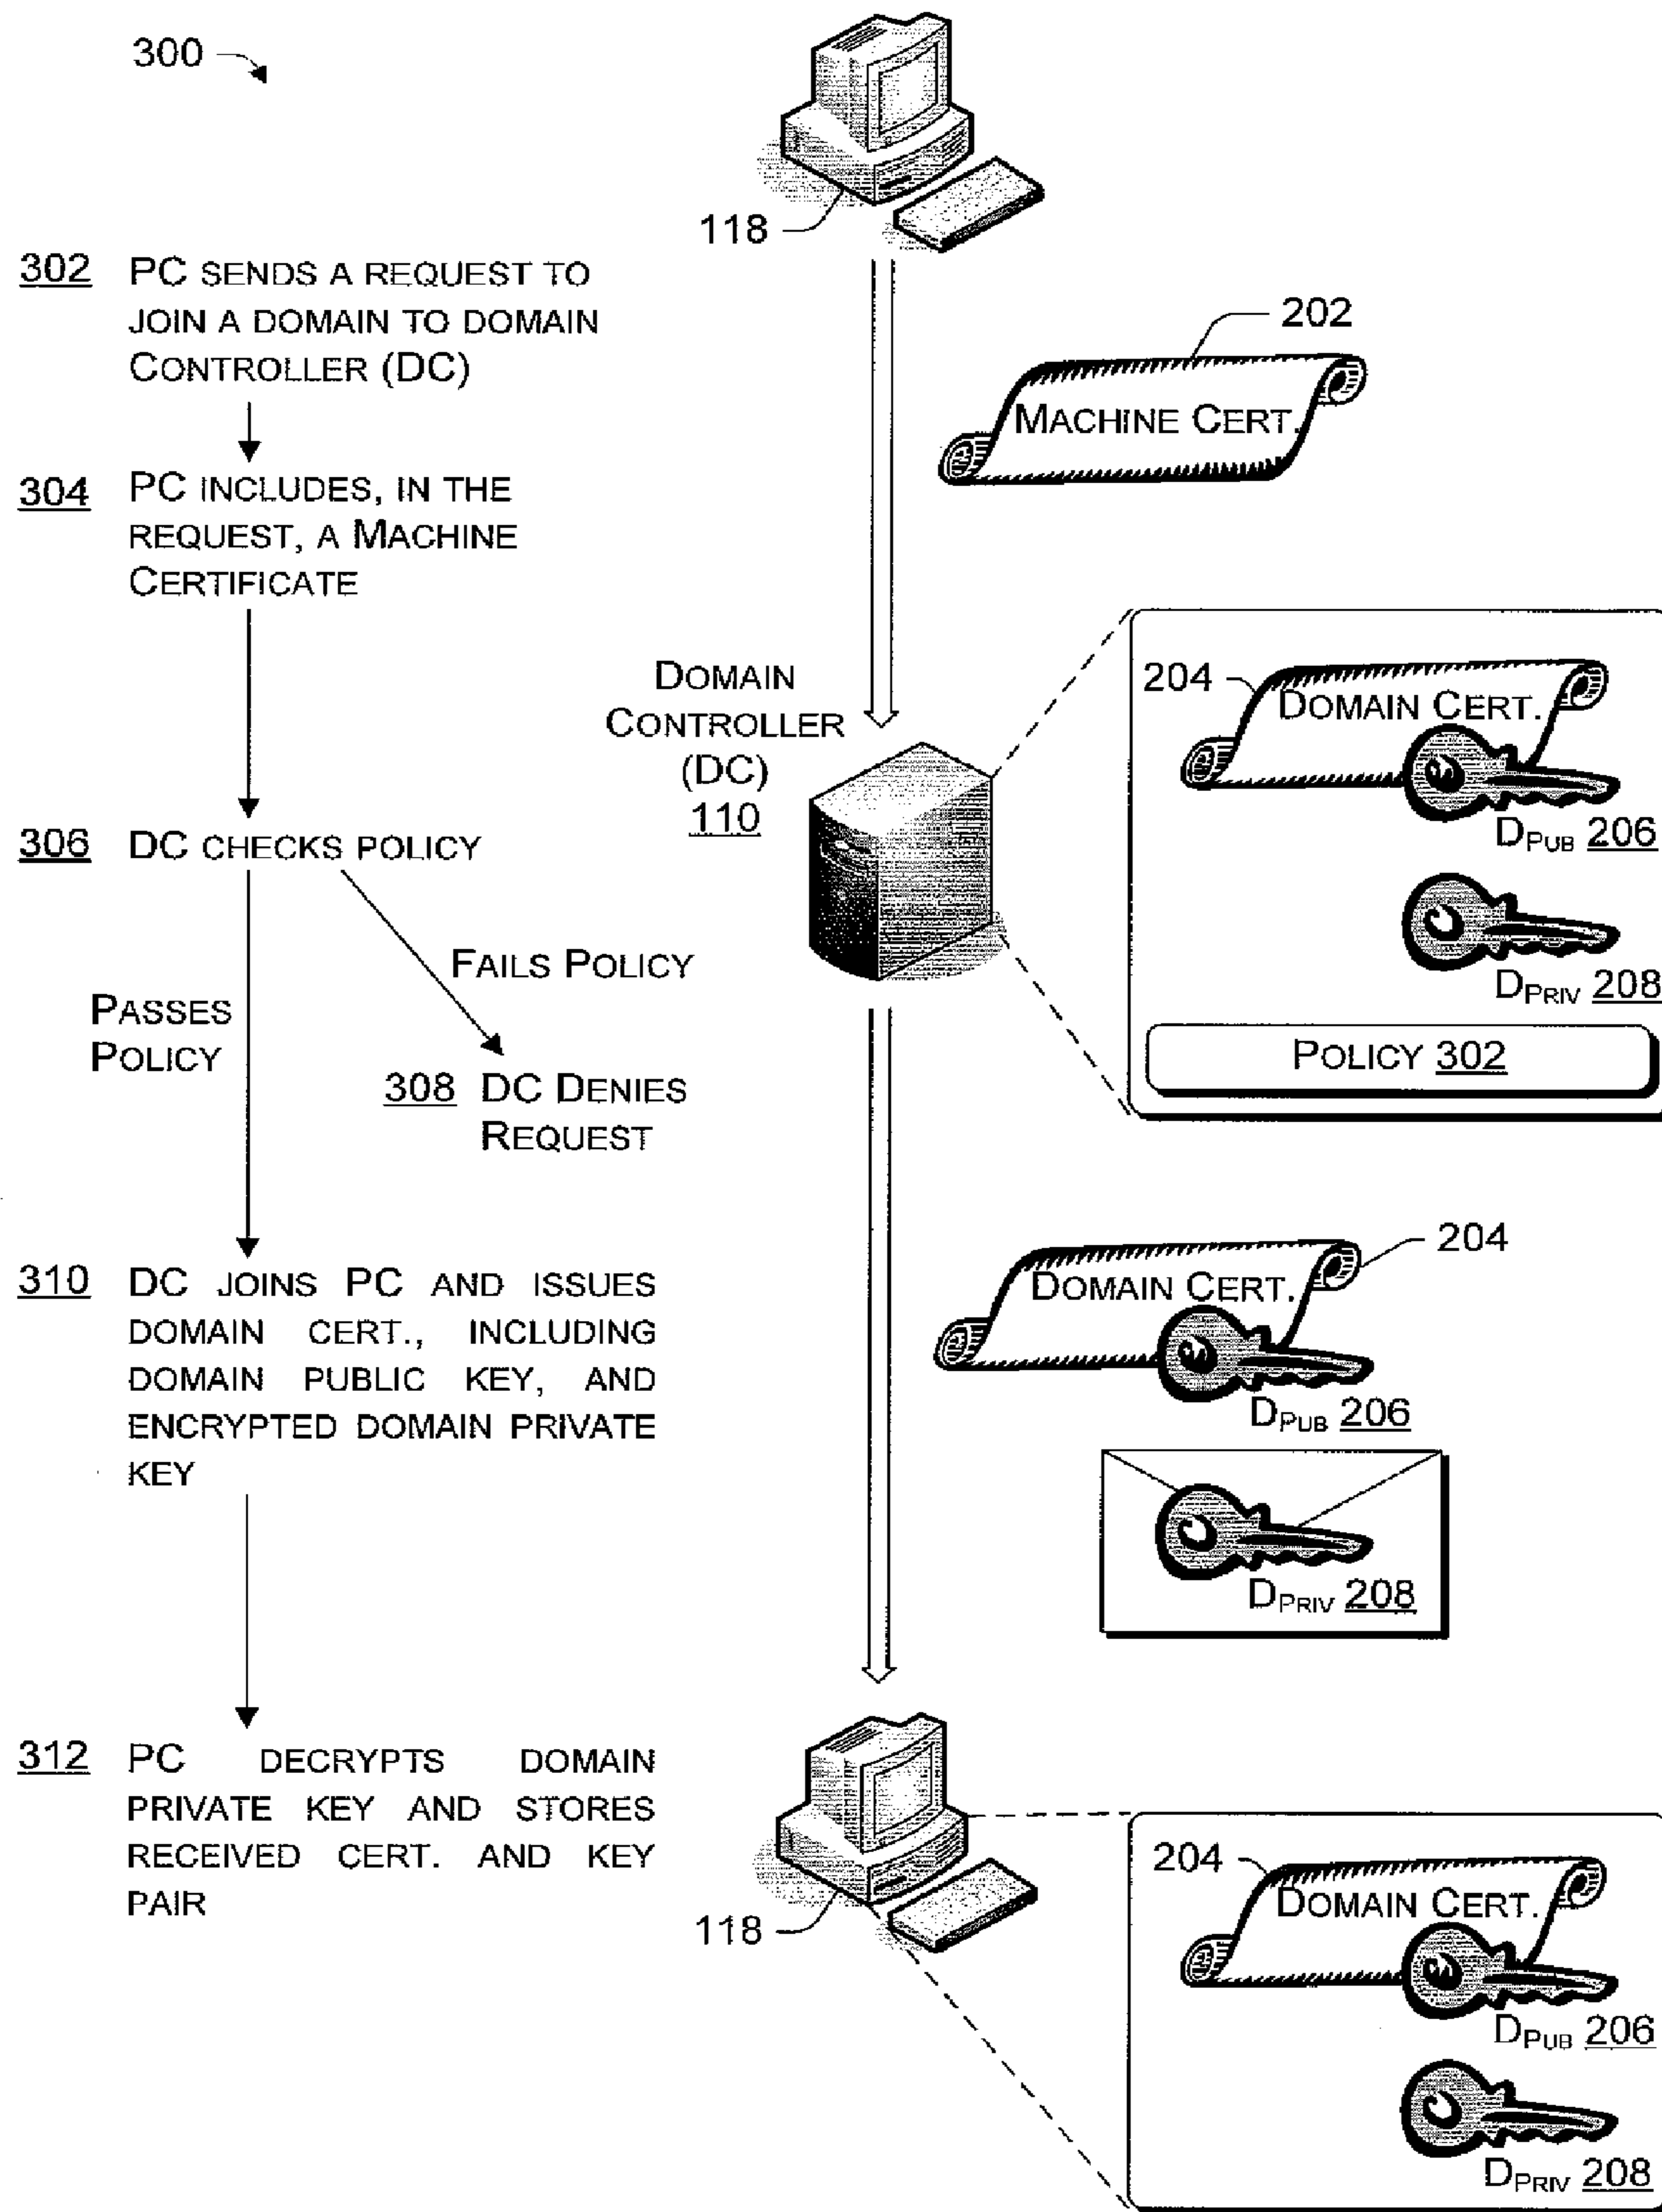 300
118
302 PC SENDS A REQUEST TO
JOIN A DOMAIN TO DOMAIN
CONTROLLER (DC)
202
MACHINE CERT.
304 PC INCLUDES, IN THE
REQUEST, A MACHINE
CERTIFICATE
DOMAIN
CONTROLLER
(DC)
110
204
DOMAIN CERT.
DPUB 206
DPRIV 208
POLICY 302
306 DC CHECKS POLICY
FAILS POLICY
PASSES
POLICY
308 DC DENIES
REQUEST
310 DC JOINS PC AND ISSUES
DOMAIN CERT., INCLUDING
DOMAIN PUBLIC KEY, AND
ENCRYPTED DOMAIN PRIVATE
KEY
204
DOMAIN CERT.
DPUB 206
DPRIV 208
312 PC DECRYPTS DOMAIN
PRIVATE KEY AND STORES
RECEIVED CERT. AND KEY
PAIR
118
204
DOMAIN CERT.
DPUB 206
DPRIV 208